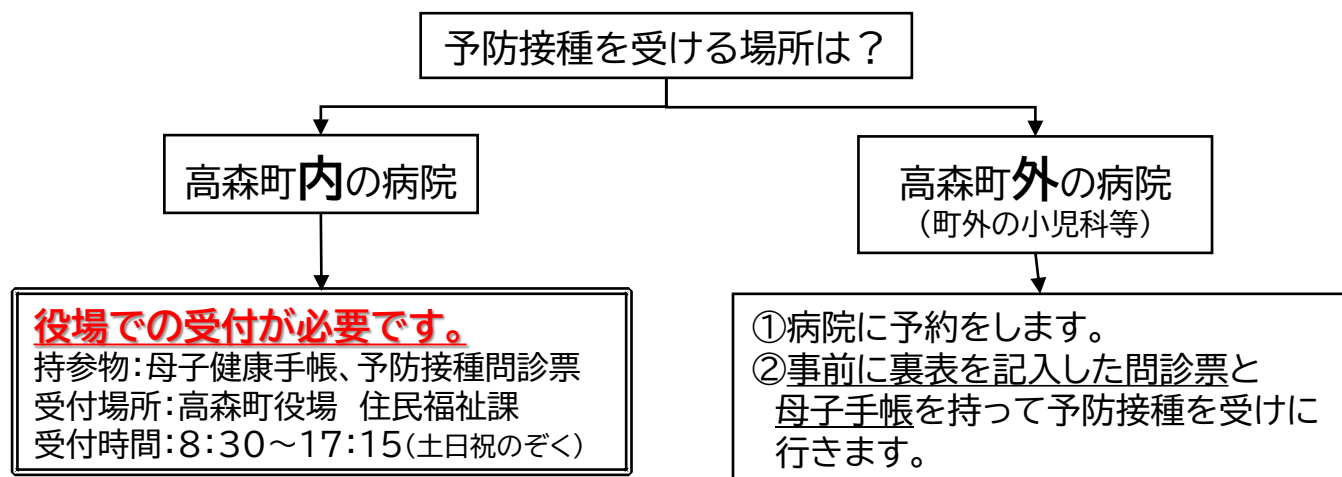 予防接種を受ける場所は？
高森町内の病院
高森町外の病院
（町外の小児科等）
役場での受付が必要です。
持参物：母子健康手帳、予防接種問診票
受付場所：高森町役場　住民福祉課
受付時間：8：30～17：15（土日祝のぞく）
①病院に予約をします。
②事前に裏表を記入した問診票と
母子手帳を持って予防接種を受けに
行きます。